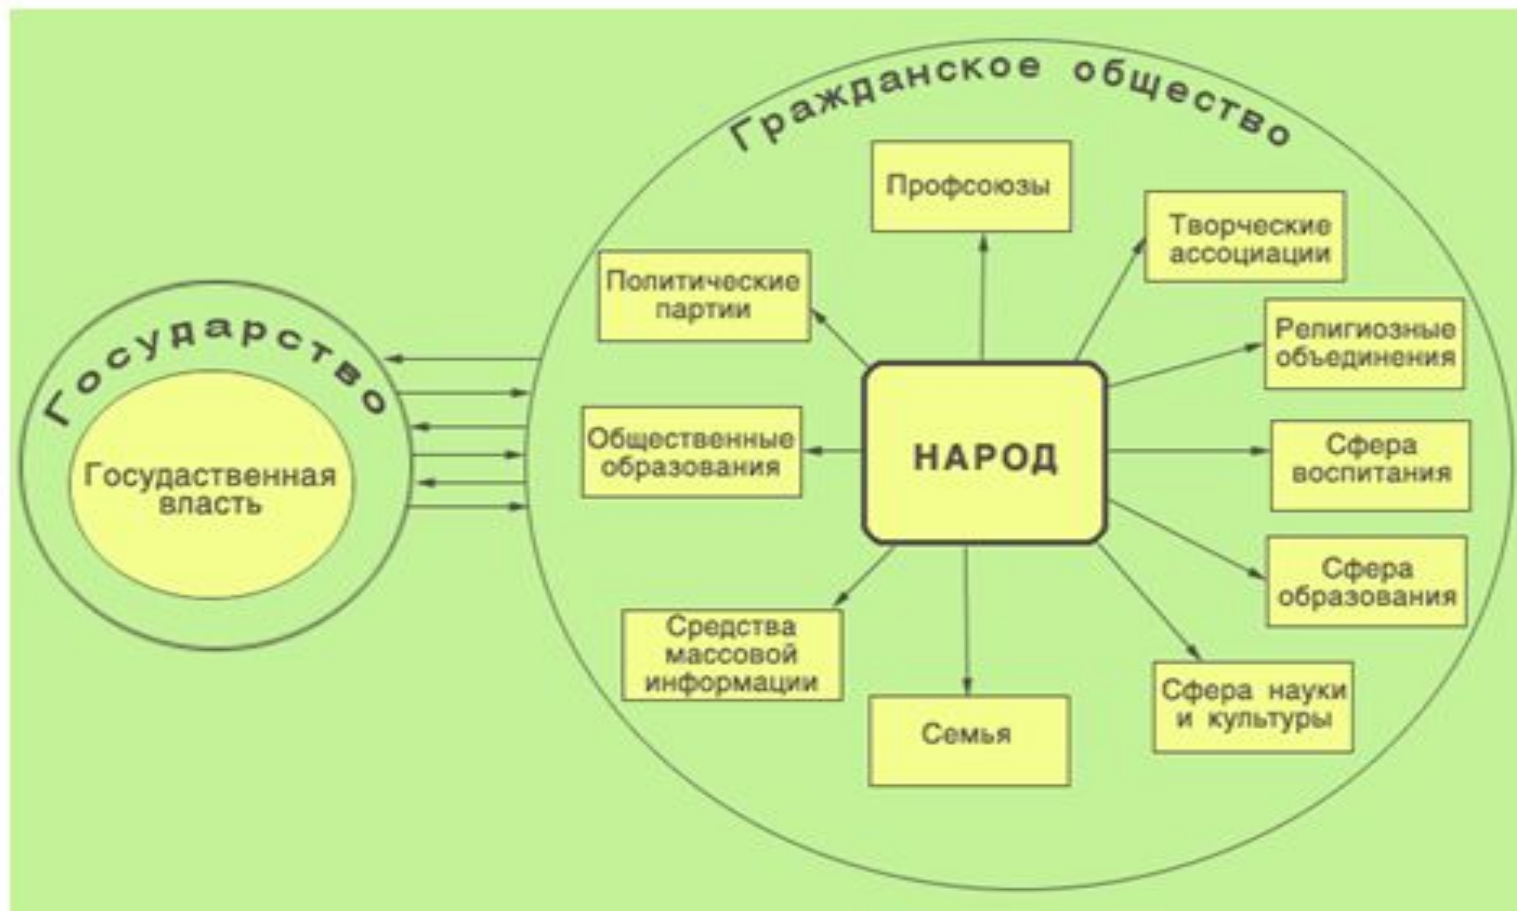 Гражданское общество
Профсоюзы
Творческие
ассоциации
Политические
партии
Религиозные
объединения
Государство
Общественные
образования
НАРОД
Сфера
воспитания
Государственная
власть
Сфера
образования
Средства
массовой
информации
Семья
Сфера науки
и культуры